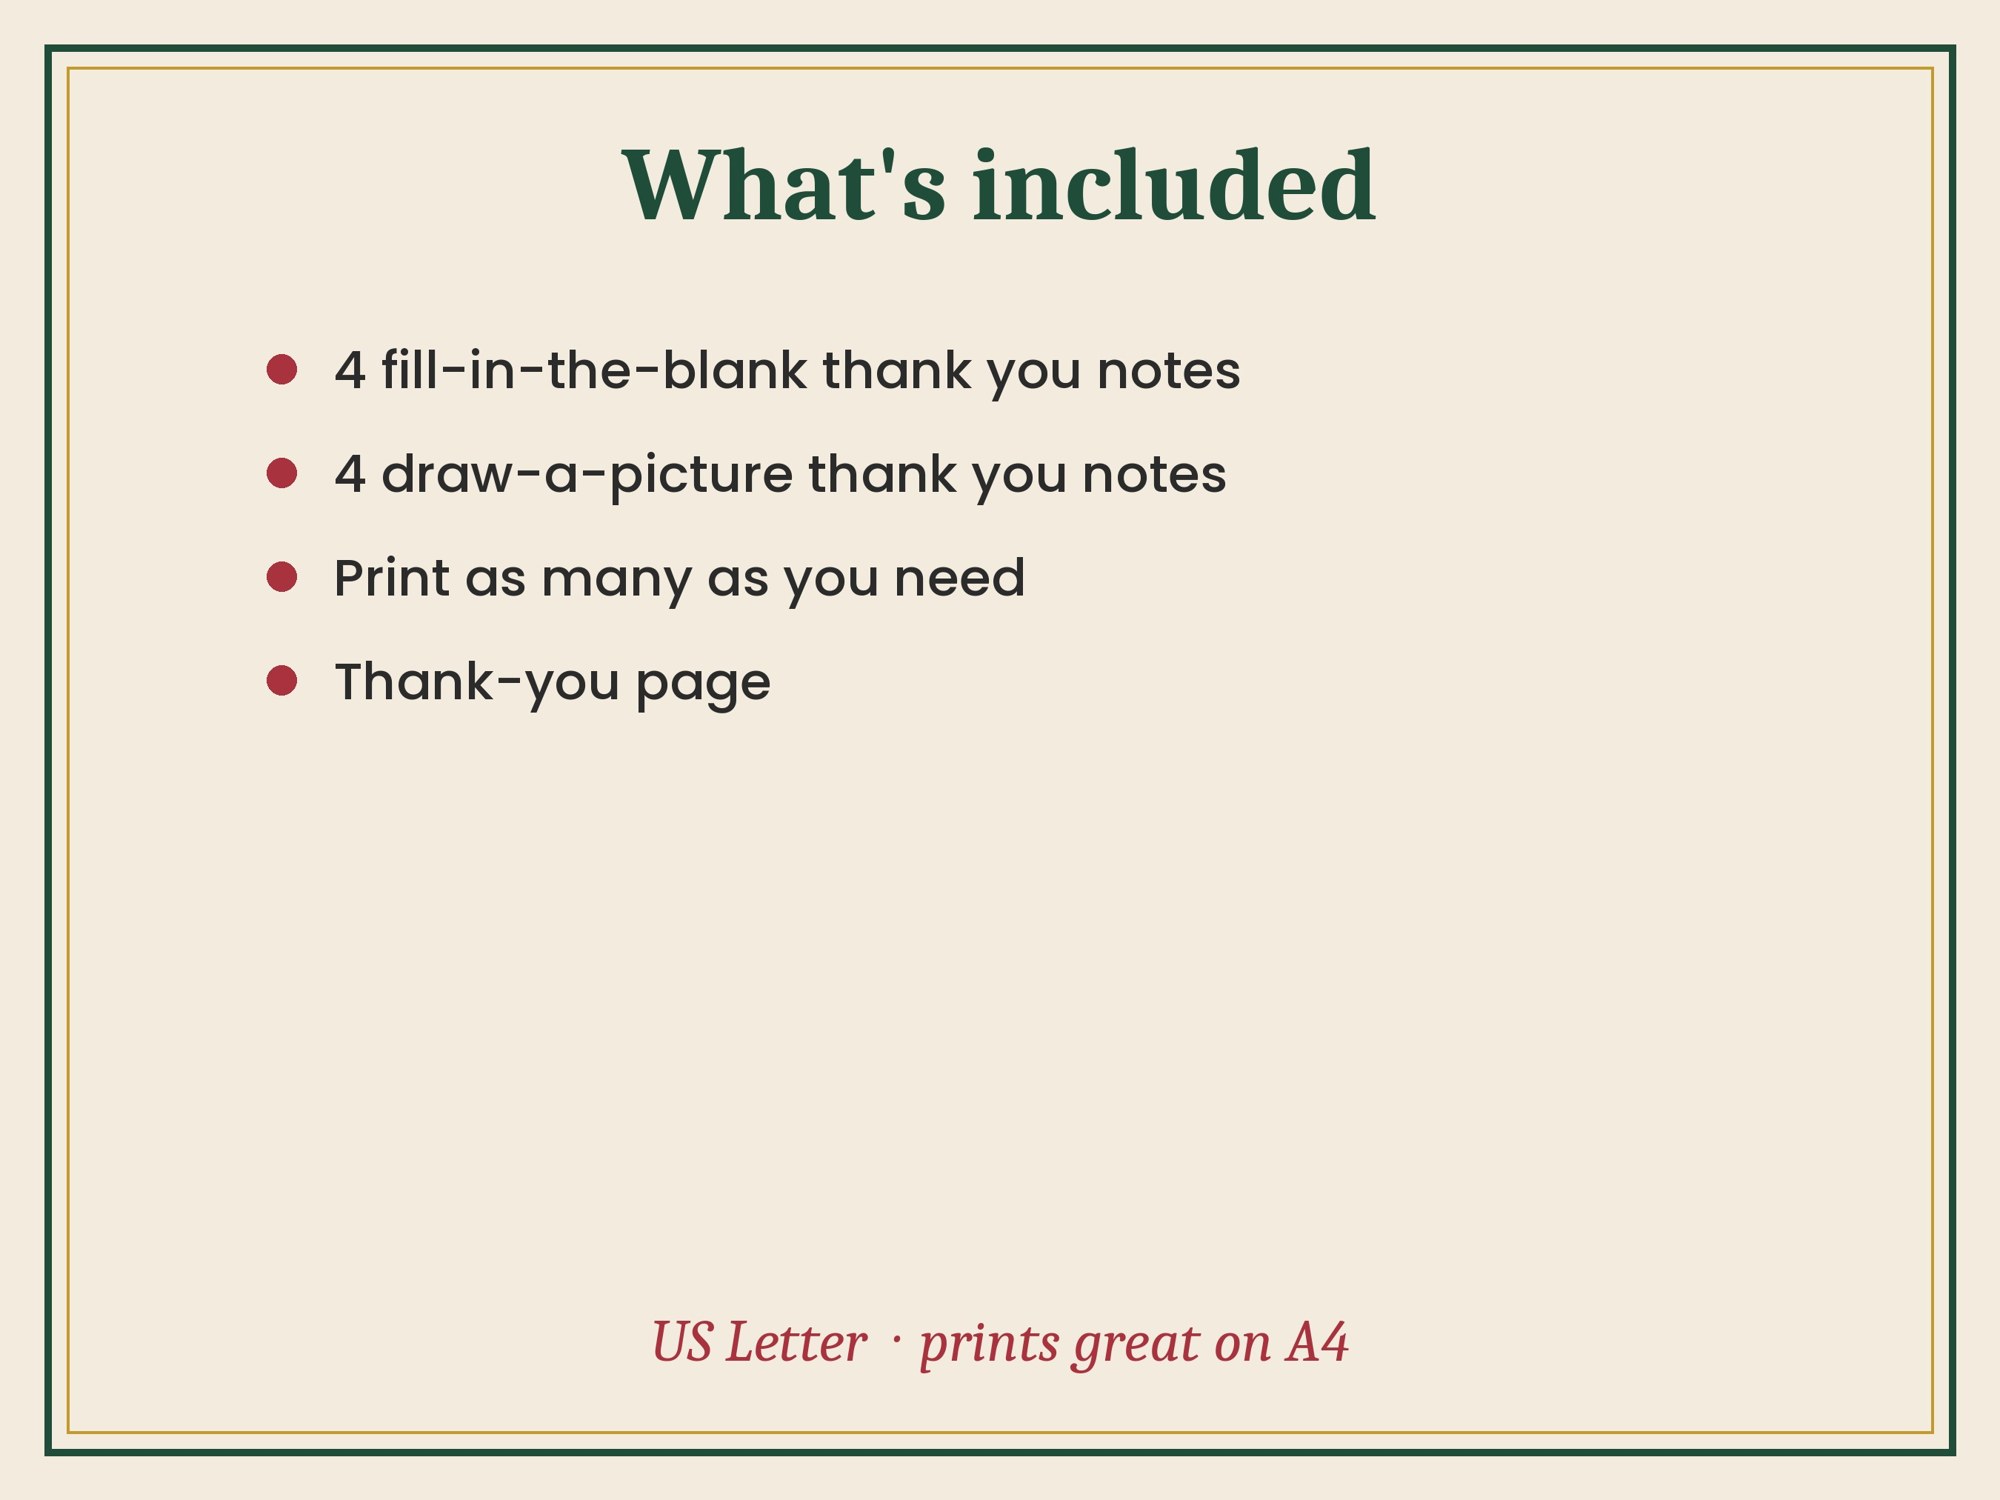 What's included
4 fill-in-the-blank thank you notes
4 draw-a-picture thank you notes
Print as many as you need
Thank-you page
US Letter · prints great on A4